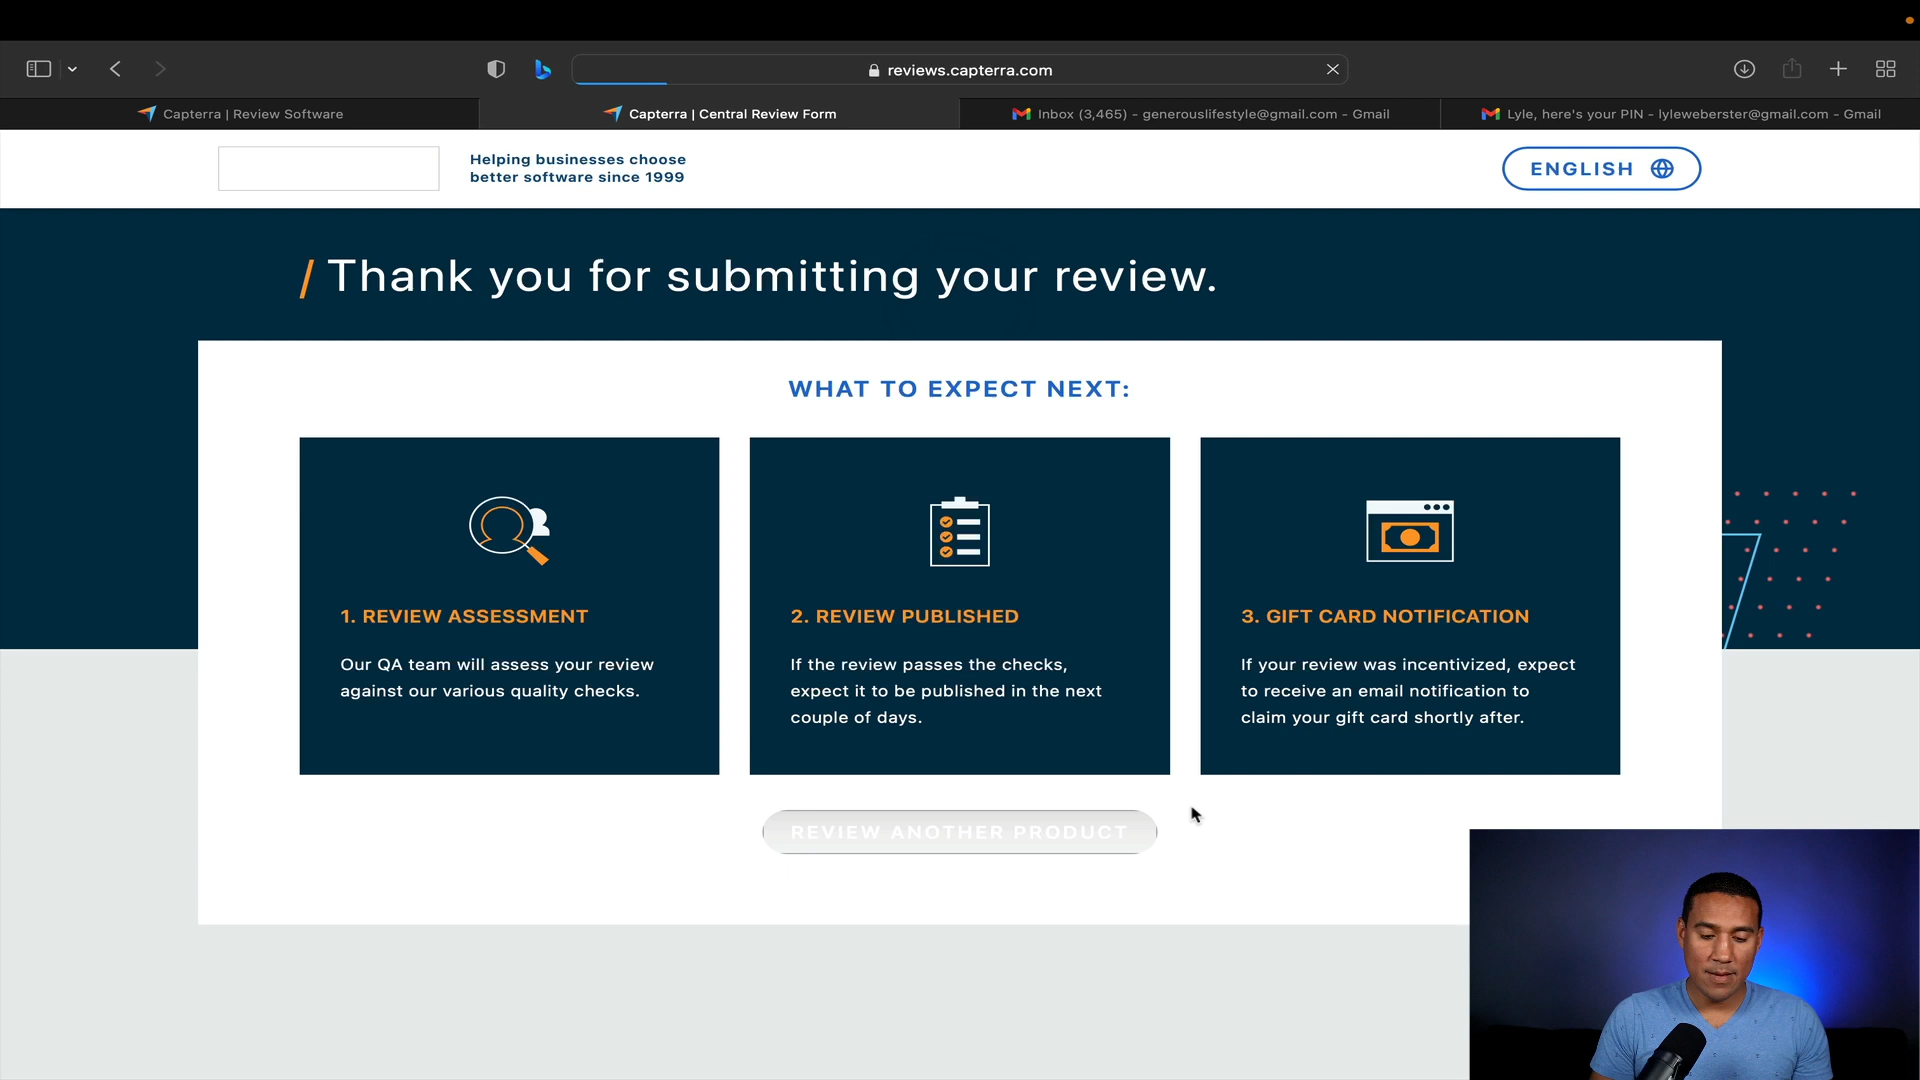 reviews.capterra.com
Capterra | Review Software
Capterra | Central Review Form
Inbox (3,465) - generouslifestyle@gmail.com - Gmail
Lyle, here's your PIN - lyleweberster@gmail.com - Gmail
Helping businesses choose
better software since 1999
ENGLISH
/ Thank you for submitting your review.
WHAT TO EXPECT NEXT:
1. REVIEW ASSESSMENT
Our QA team will assess your review
against our various quality checks.
2. REVIEW PUBLISHED
If the review passes the checks,
expect it to be published in the next
couple of days.
3. GIFT CARD NOTIFICATION
If your review was incentivized, expect
to receive an email notification to
claim your gift card shortly after.
REVIEW ANOTHER PRODUCT